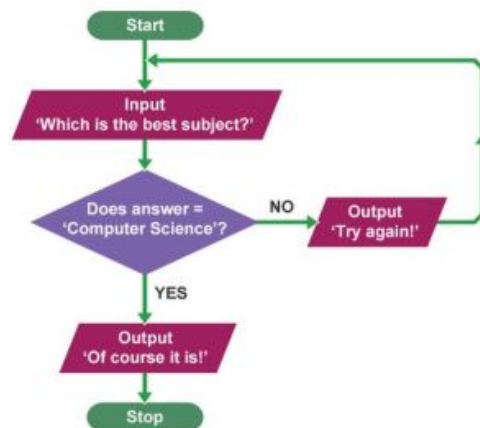 Start
Input
‘Which is the best subject?’
Does answer =
‘Computer Science’?
NO
Output
‘Try again!’
YES
Output
‘Of course it is!’
Stop